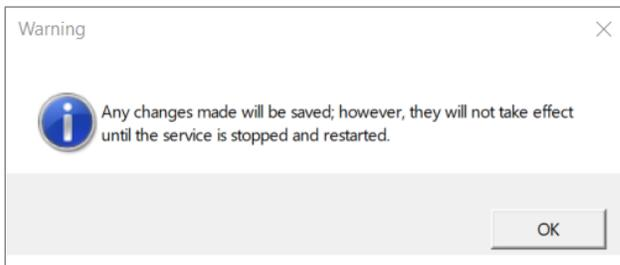 Warning
Any changes made will be saved; however, they will not take effect
until the service is stopped and restarted.
OK